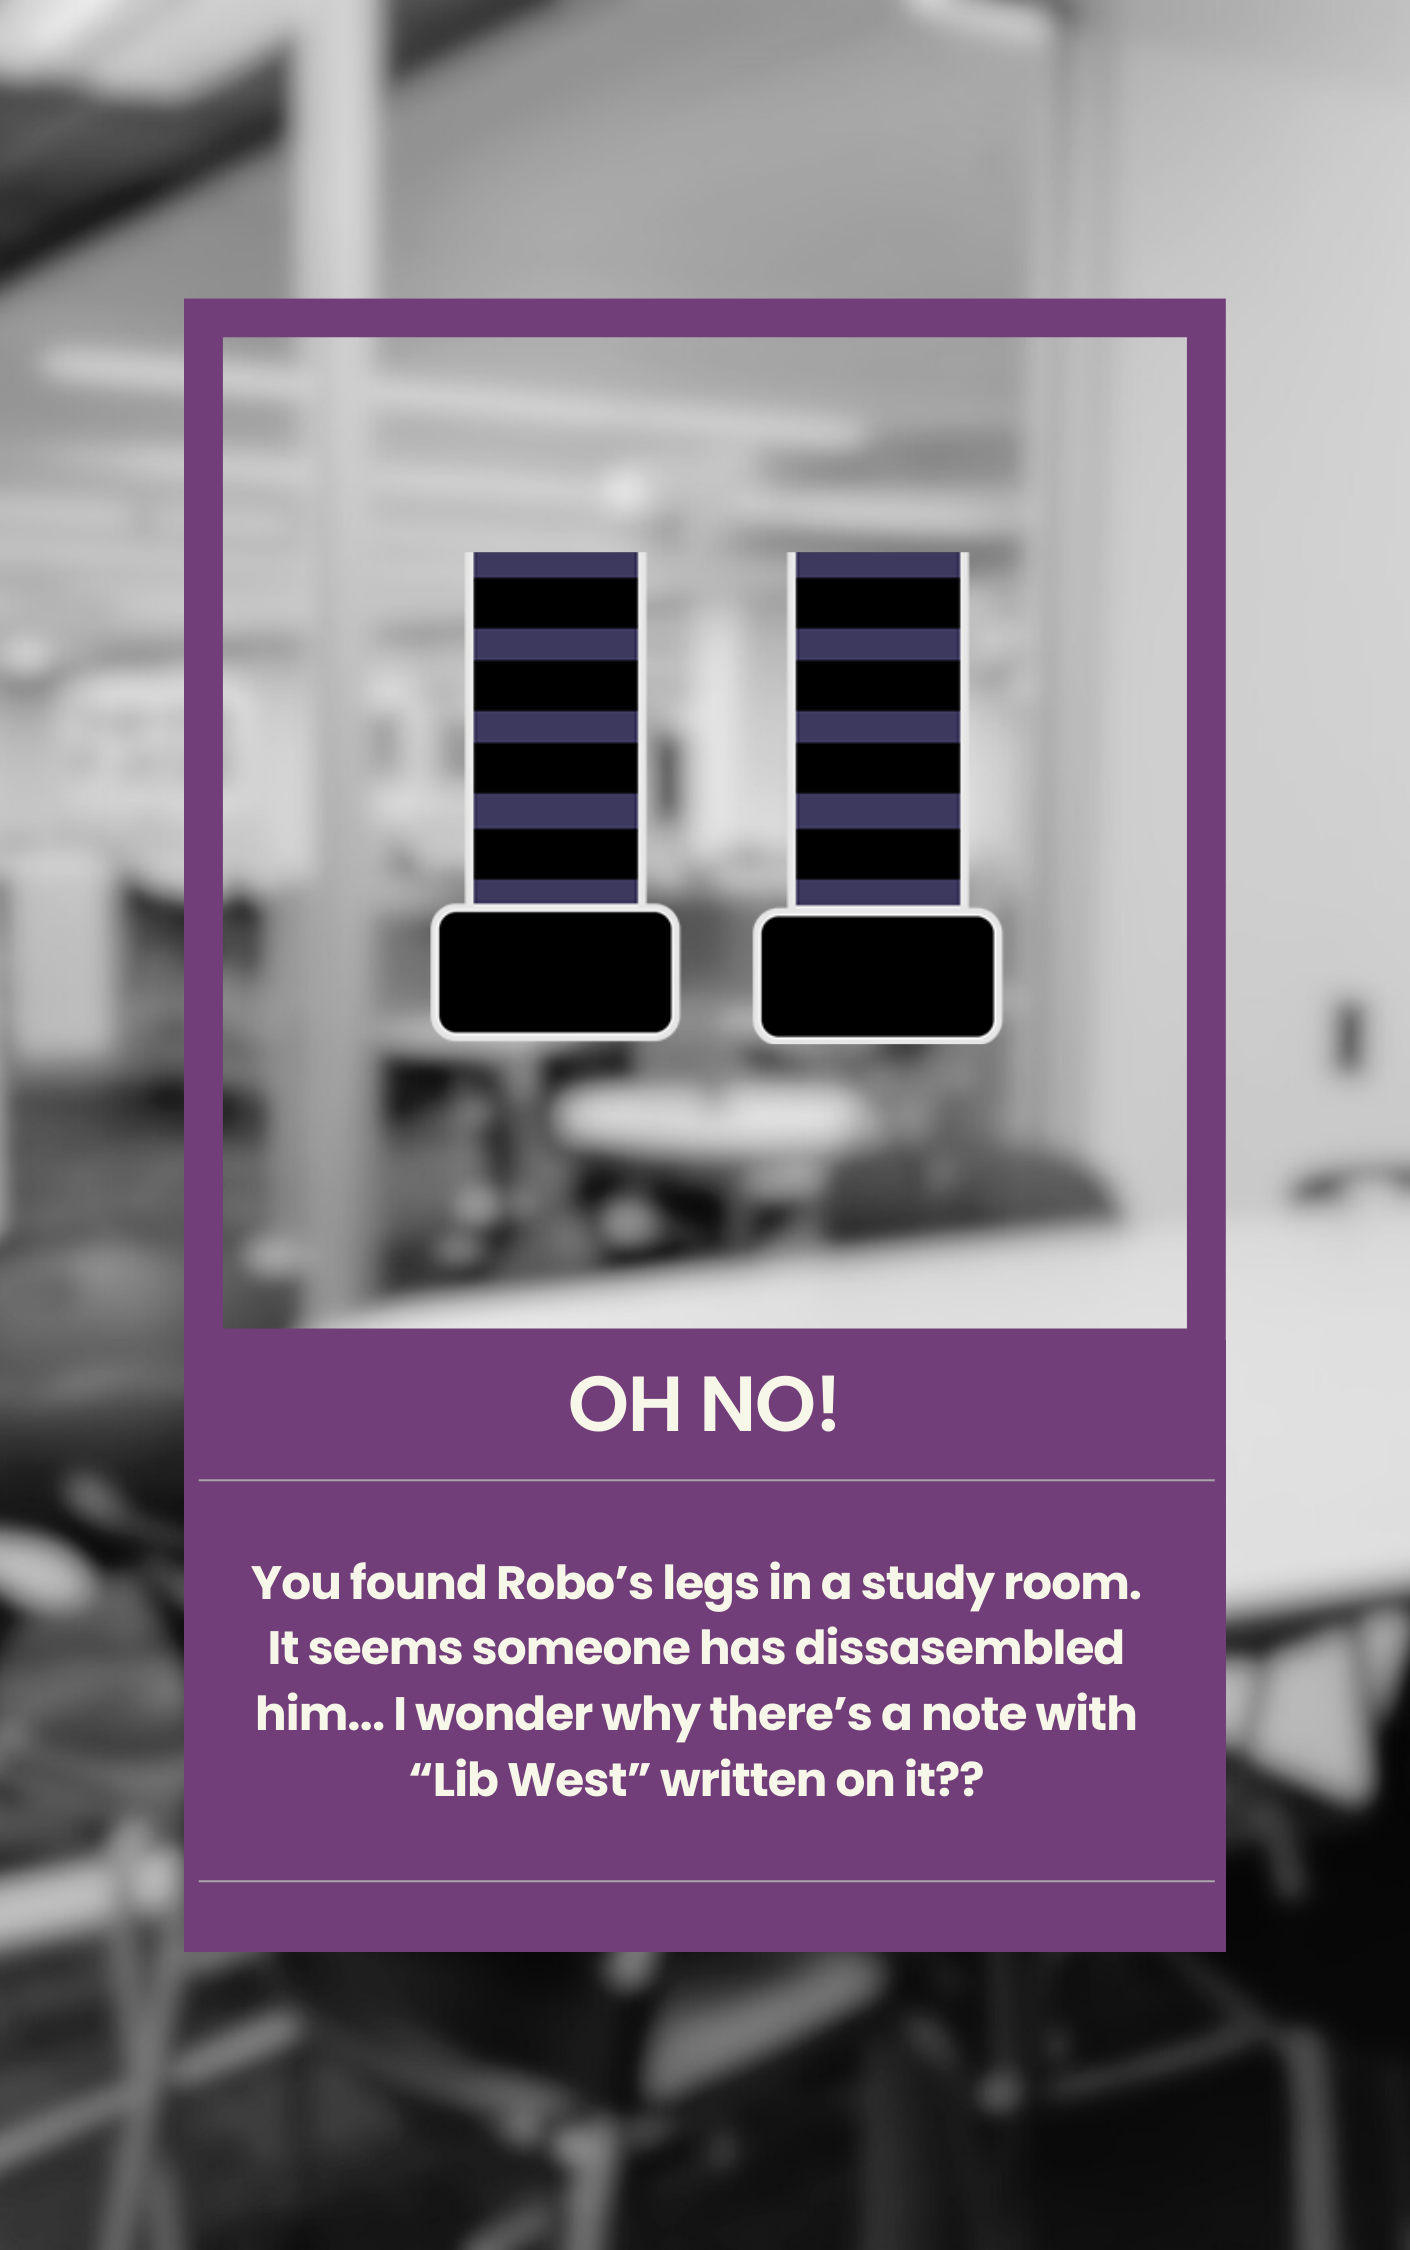 OH NO!
You found Robo’s legs in a study room.
It seems someone has dissasembled
him... I wonder why there’s a note with
“Lib West” written on it??